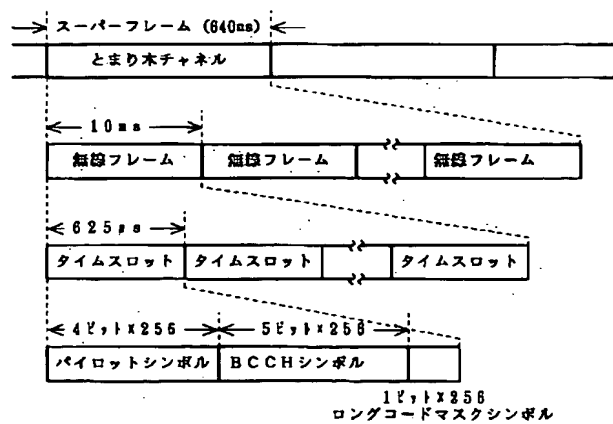 スーパーフレーム (640ms)
とまり木チャネル
10ms
無線フレーム 無線フレーム 無線フレーム
625μs
タイムスロット タイムスロット タイムスロット
4ビット×256 5ビット×256
パイロットシンボル BCCHシンボル
1ビット×256
ロングコードマスクシンボル